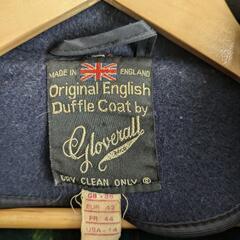 MADE IN ENGLAND
Original English
Duffle Coat by
Gloverall
DRY CLEAN ONLY
GB - 36
EUR 42
FR 44
USA - 14